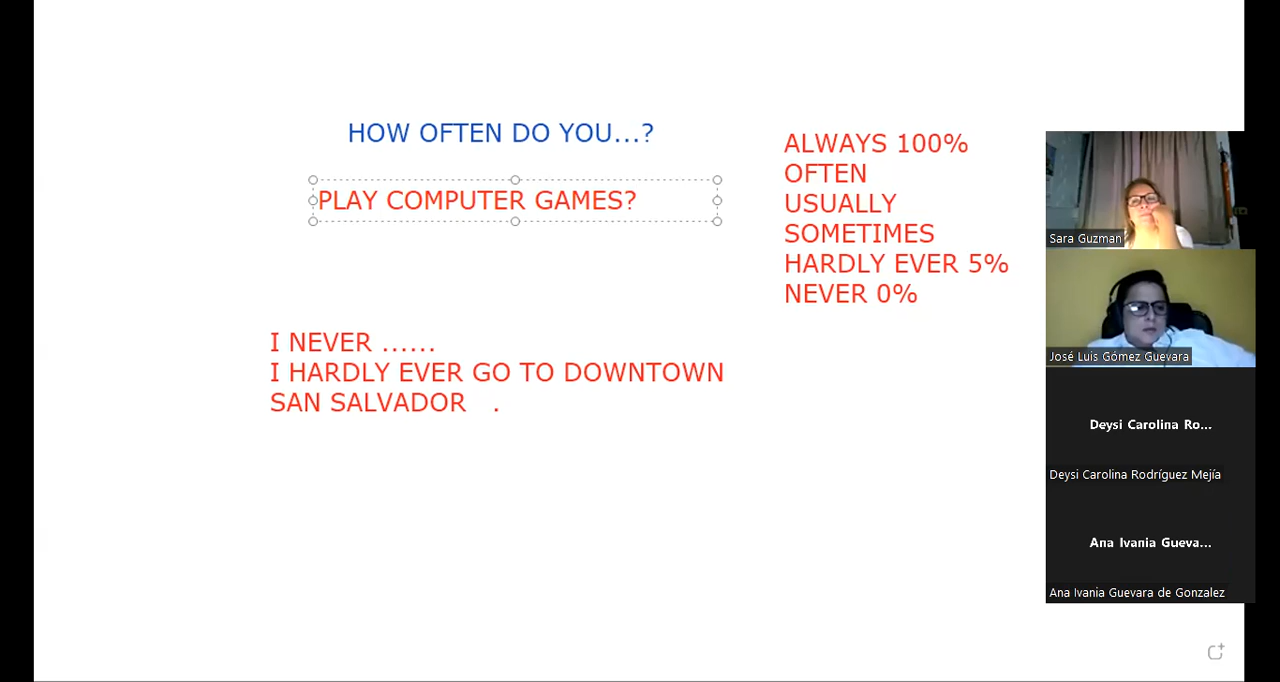 HOW OFTEN DO YOU...?
PLAY COMPUTER GAMES?
ALWAYS 100%
OFTEN
USUALLY
SOMETIMES
HARDLY EVER 5%
NEVER 0%
I NEVER ......
I HARDLY EVER GO TO DOWNTOWN
SAN SALVADOR .
Sara Guzman
José Luis Gómez Guevara
Deysi Carolina Ro...
Deysi Carolina Rodríguez Mejía
Ana Ivania Gueva...
Ana Ivania Guevara de Gonzalez